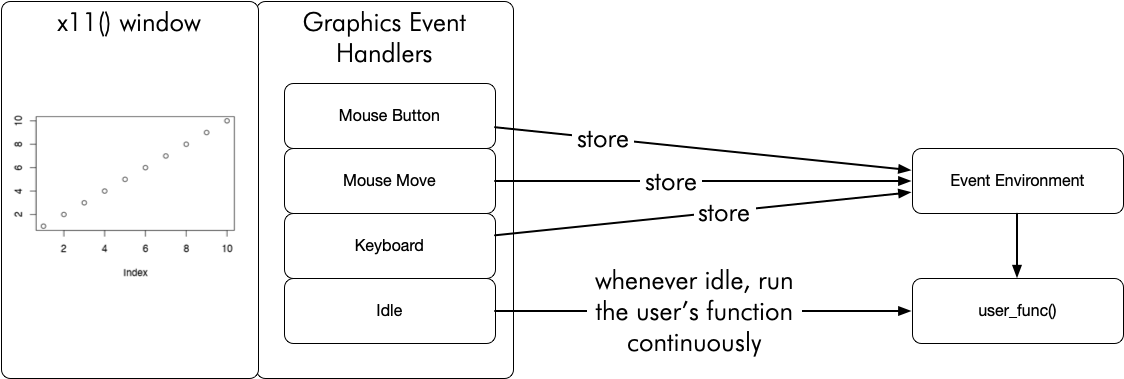 x11() window
10
8
6
4
2
2 4 6 8 10
Index
Graphics Event
Handlers
Mouse Button
Mouse Move
Keyboard
Idle
store
store
store
whenever idle, run
the user's function
continuously
Event Environment
user_func()